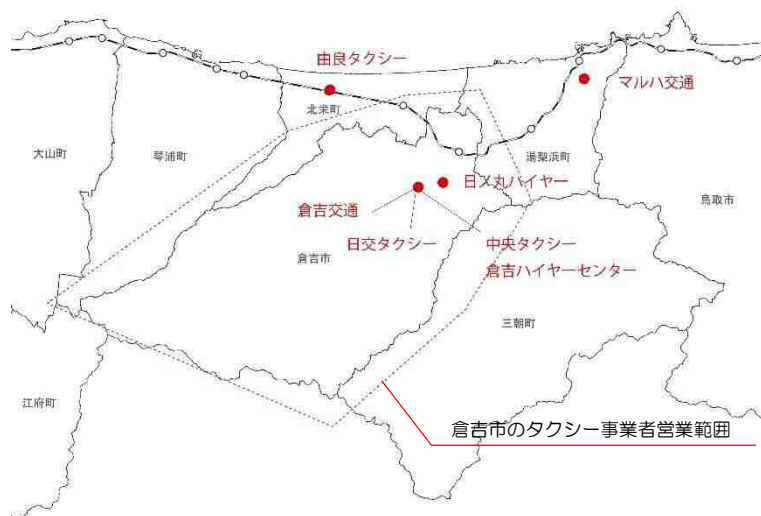 由良タクシー
マルハ交通
北栄町
大山町
琴浦町
湯梨浜町
鳥取市
日ノ丸ハイヤー
倉吉交通
日交タクシー
中央タクシー
倉吉ハイヤーセンター
倉吉市
三朝町
江府町
倉吉市のタクシー事業者営業範囲